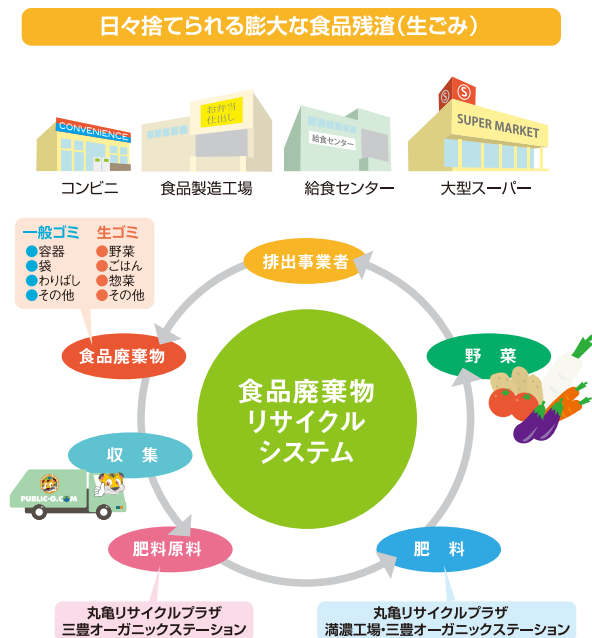 日々捨てられる膨大な食品残渣（生ごみ）
CONVENIENCE
お弁当
仕出し
給食センター
S
S
SUPER MARKET
コンビニ
食品製造工場
給食センター
大型スーパー
一般ゴミ
●容器
●袋
●わりばし
●その他
生ゴミ
●野菜
●ごはん
●惣菜
●その他
排出事業者
食品廃棄物
野菜
食品廃棄物
リサイクル
システム
収集
PUBLIC-G.COM
肥料原料
肥料
丸亀リサイクルプラザ
三豊オーガニックステーション
丸亀リサイクルプラザ
満濃工場・三豊オーガニックステーション